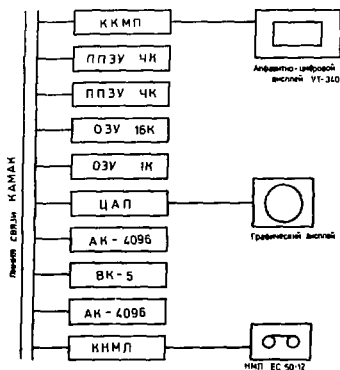 ККМП
ППЗУ 4К
ППЗУ 4К
ОЗУ 16К
ОЗУ 1К
ЦАП
АК-4096
ВК-5
АК-4096
КНМЛ
Линия связи КАМАК
Алфавитно-цифровой
дисплей УТ-340
Графический дисплей
НМЛ ЕС 50-12